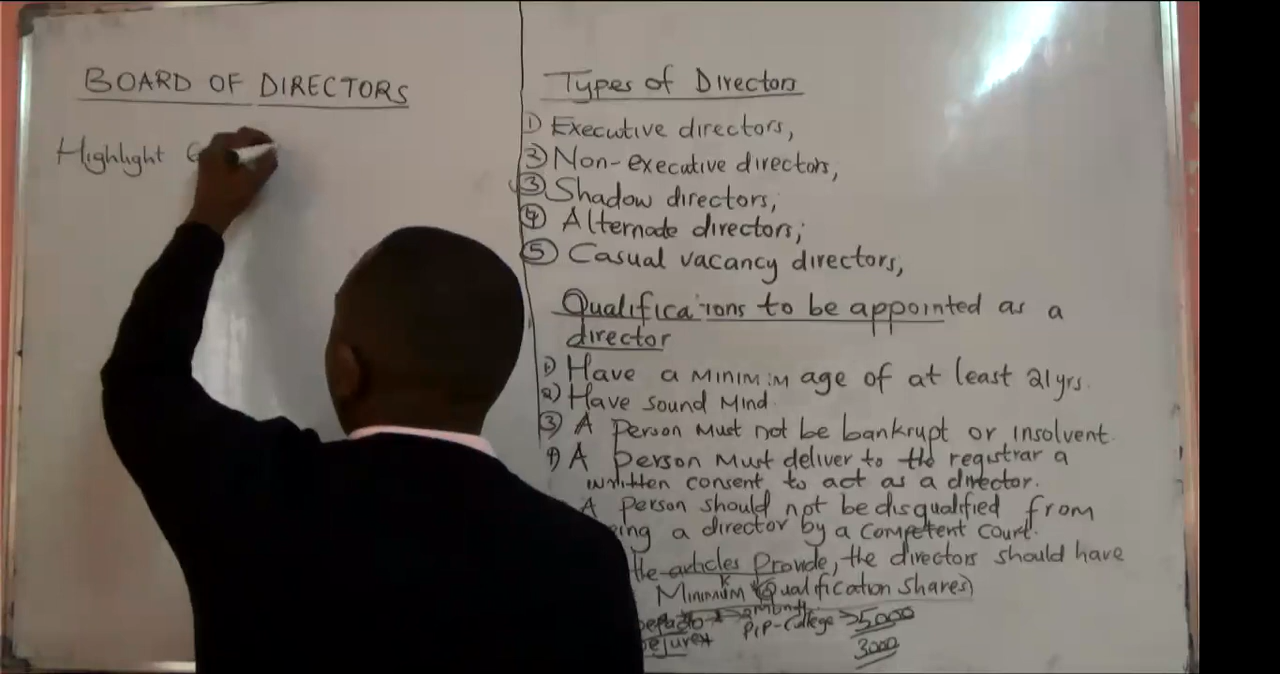 BOARD OF DIRECTORS
Highlight
Types of Directors
① Executive directors,
② Non-executive directors,
③ Shadow directors,
④ Alternate directors,
⑤ Casual vacancy directors,
Qualifications to be appointed as a
director
1) Have a minimim age of at least 21yrs.
2) Have sound mind.
③ A person must not be bankrupt or insolvent.
4) A person must deliver to the registrar a
written consent to act as a director.
A person should not be disqualified from
ing a director by a competent court.
the articles provide, the directors should have
Minimum (Qualification shares)
P,P-College > 5000
3000